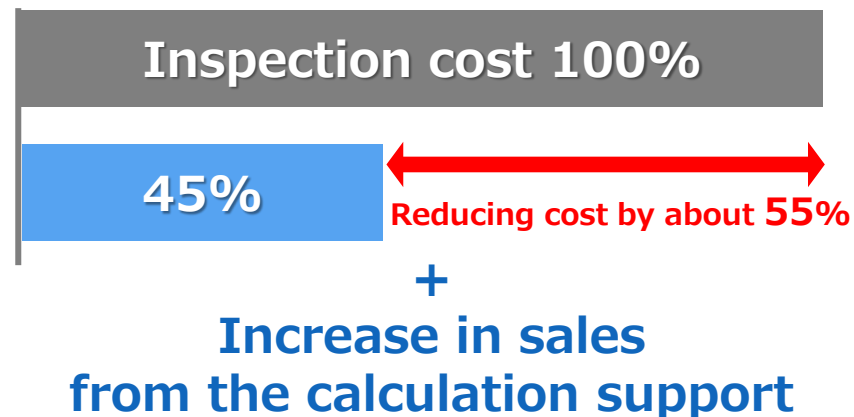 Inspection cost 100%
45%
Reducing cost by about 55%
+
Increase in sales
from the calculation support